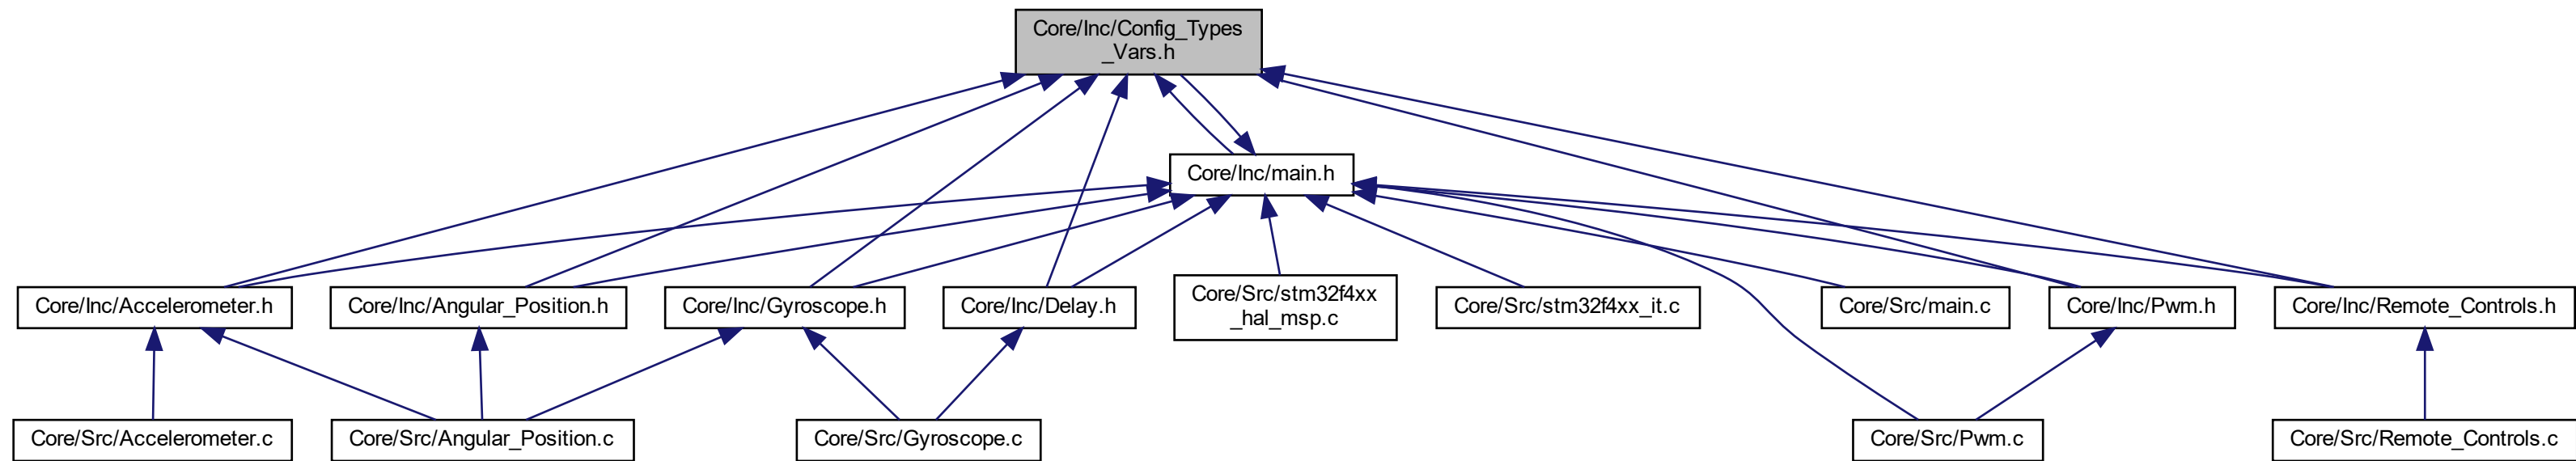 Core/Inc/Config_Types
_Vars.h
Core/Inc/main.h
Core/Inc/Accelerometer.h
Core/Inc/Angular_Position.h
Core/Inc/Gyroscope.h
Core/Inc/Delay.h
Core/Src/stm32f4xx
_hal_msp.c
Core/Src/stm32f4xx_it.c
Core/Src/main.c
Core/Inc/Pwm.h
Core/Inc/Remote_Controls.h
Core/Src/Accelerometer.c
Core/Src/Angular_Position.c
Core/Src/Gyroscope.c
Core/Src/Pwm.c
Core/Src/Remote_Controls.c